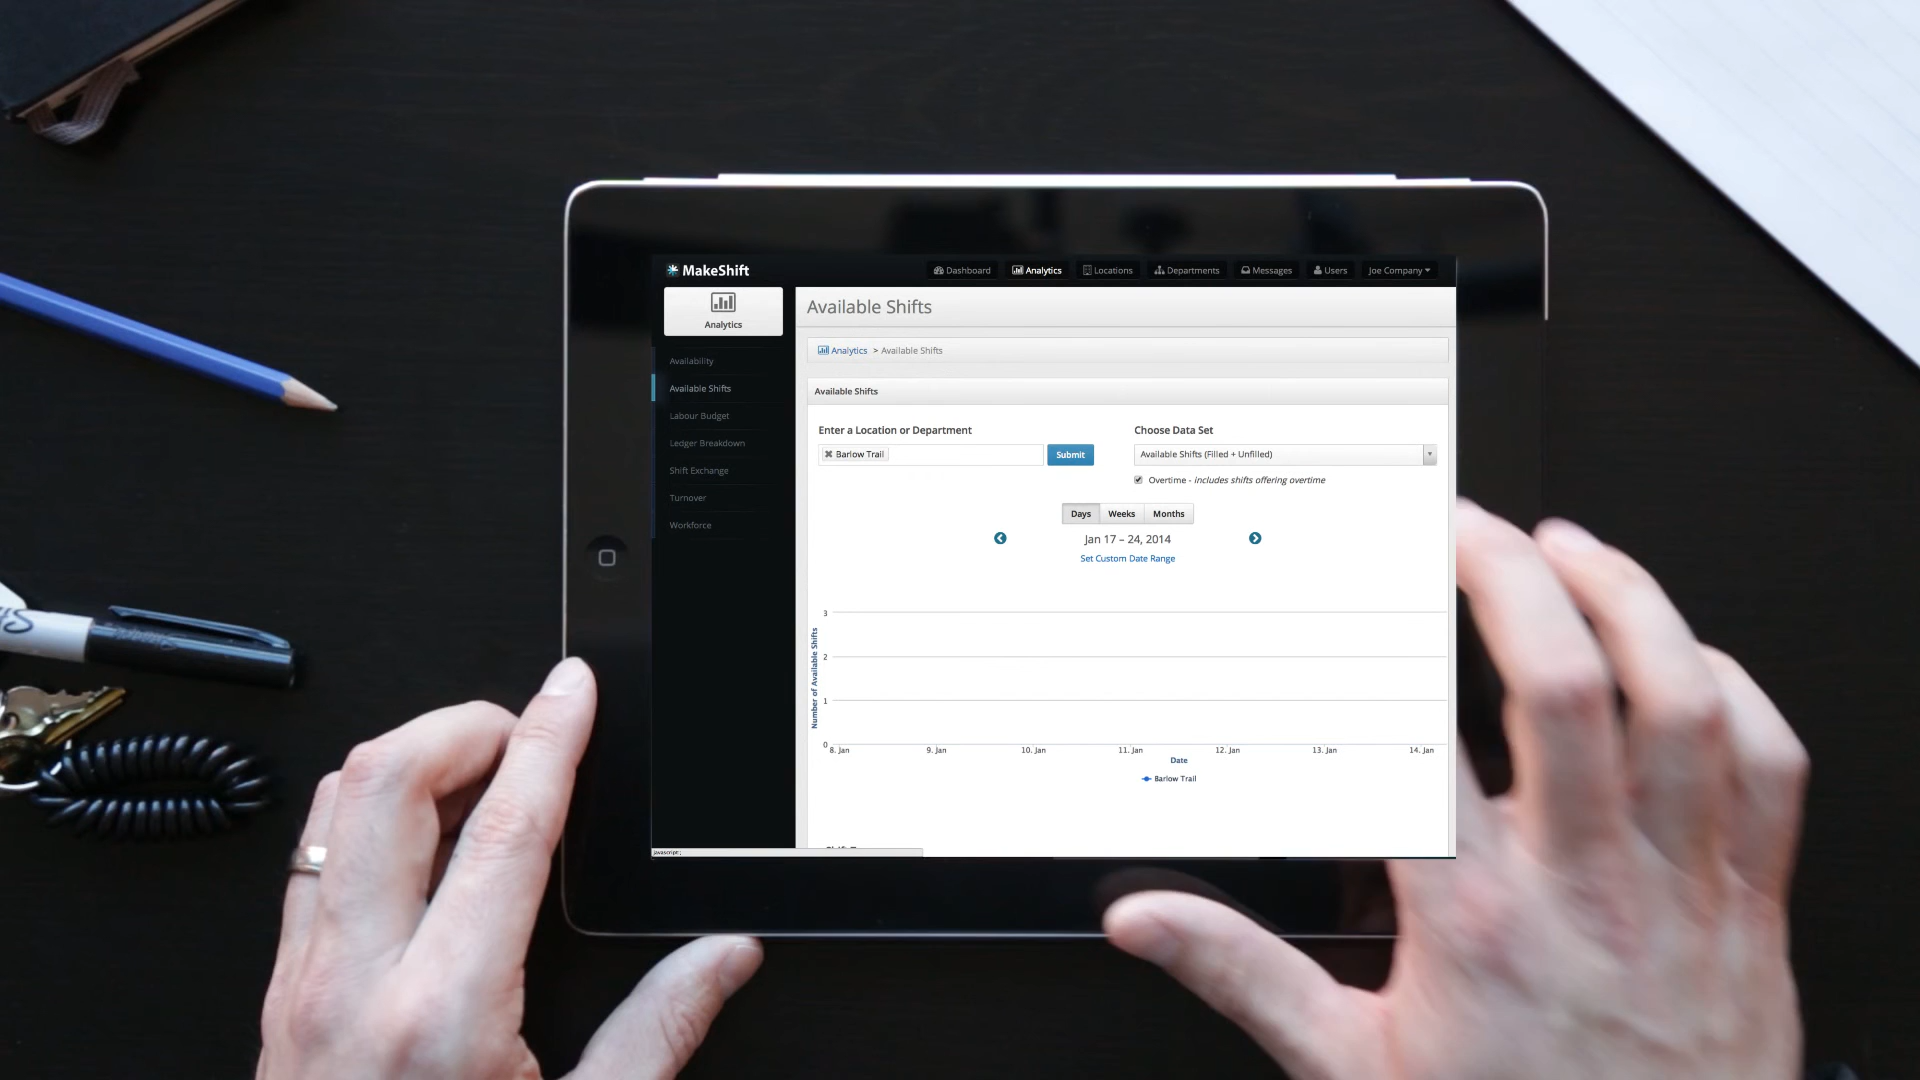 MakeShift
Dashboard
Analytics
Locations
Departments
Messages
Users
Joe Company
Analytics
Availability
Available Shifts
Labour Budget
Ledger Breakdown
Shift Exchange
Turnover
Workforce
Available Shifts
Analytics > Available Shifts
Available Shifts
Enter a Location or Department
Barlow Trail
Submit
Choose Data Set
Available Shifts (Filled + Unfilled)
Overtime - includes shifts offering overtime
Days Weeks Months
Jan 17 – 24, 2014
Set Custom Date Range
Number of Available Shifts
3
2
1
0
8. Jan 9. Jan 10. Jan 11. Jan 12. Jan 13. Jan 14. Jan
Date
Barlow Trail
javascript:;